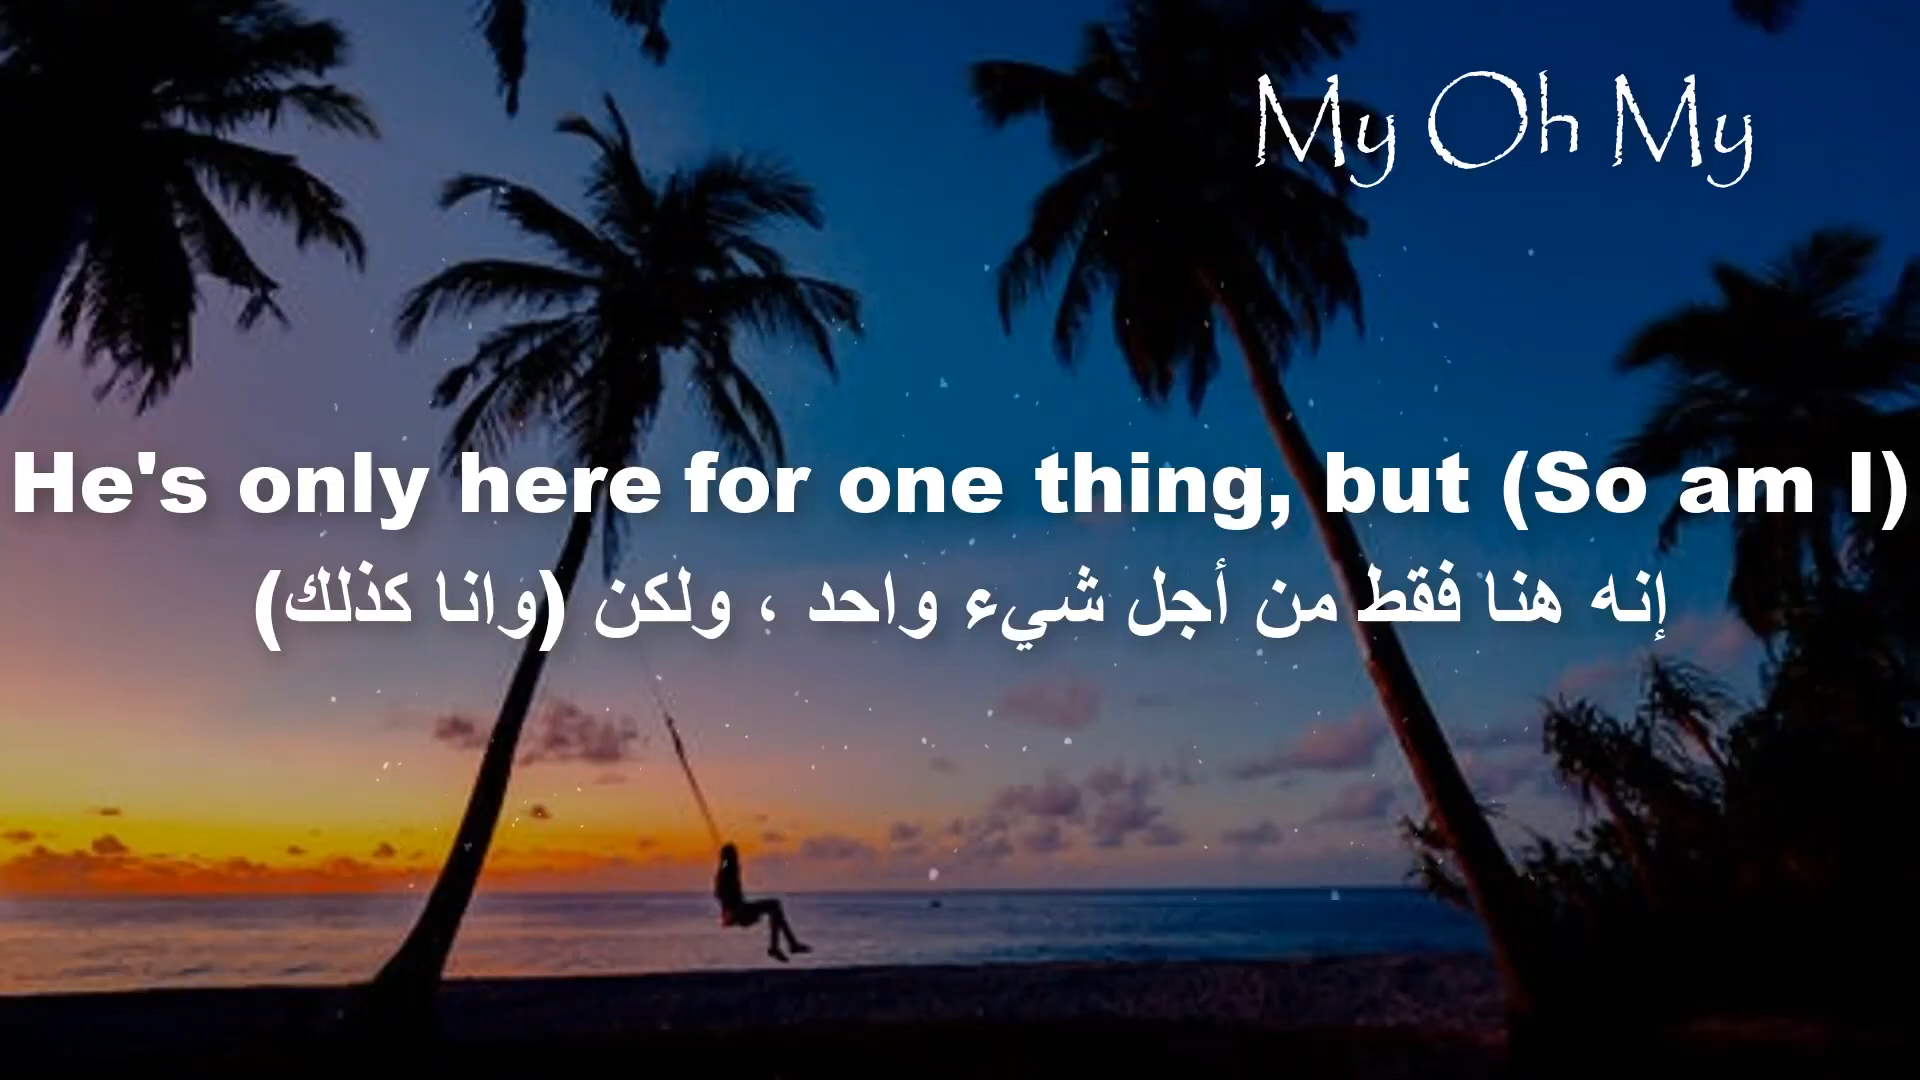 My Oh My
He's only here for one thing, but (So am I)
إنه هنا فقط من أجل شيء واحد ، ولكن (وانا كذلك)